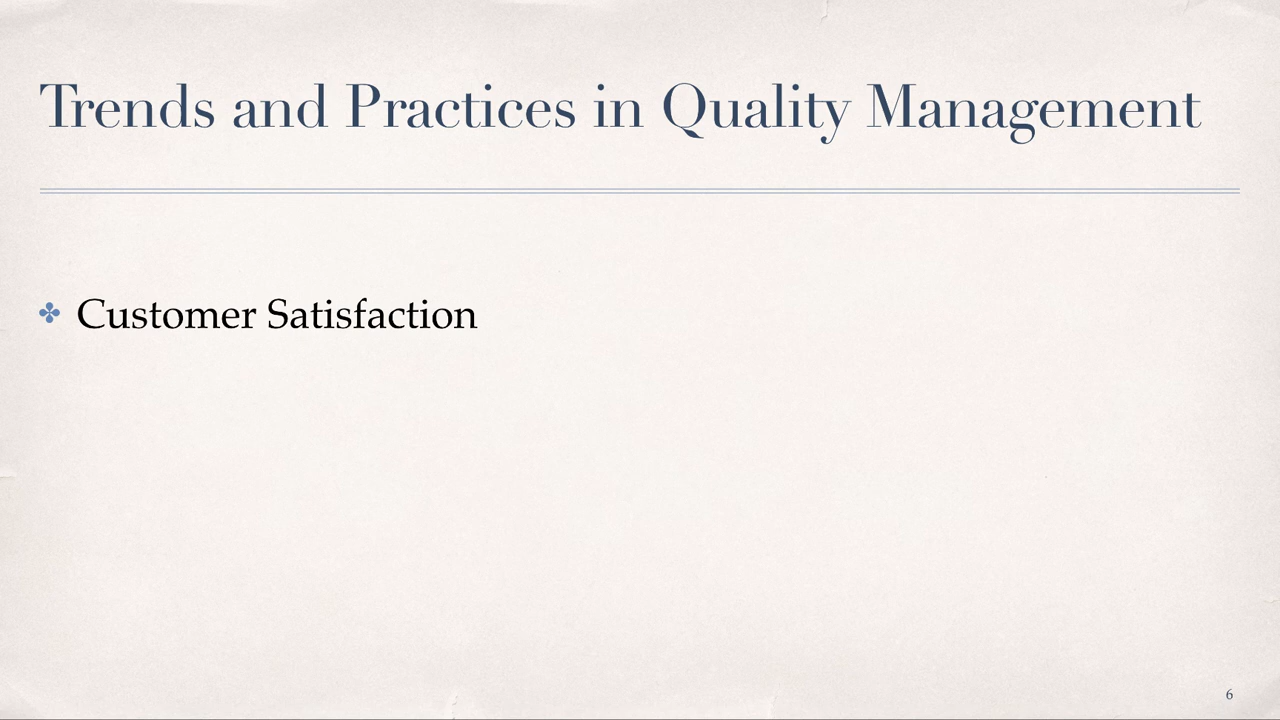 Trends and Practices in Quality Management
✤ Customer Satisfaction
6